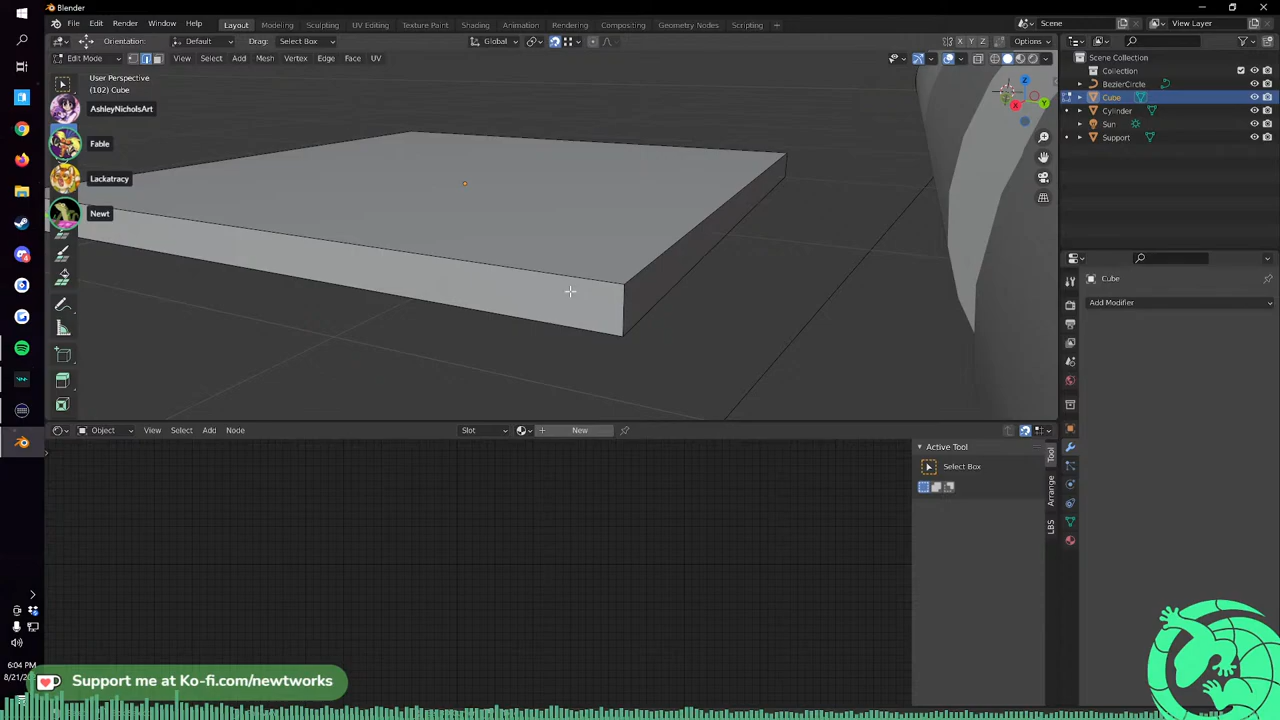 Blender
File Edit Render Window Help Layout Modeling Sculpting UV Editing Texture Paint Shading Animation Rendering Compositing Geometry Nodes Scripting + Scene View Layer
Orientation: Default Drag: Select Box Global X Y Z Options
Edit Mode View Select Add Mesh Vertex Edge Face UV
User Perspective
(102) Cube
AshleyNicholsArt
Fable
Lackatracy
Newt
Z
X
Y
Scene Collection
Collection
BezierCircle
Cube
Cylinder
Sun
Support
Cube
Add Modifier
Object View Select Add Node Slot New
Active Tool
Select Box
Tool
Arrange
LBS
6:04 PM
Support me at Ko-fi.com/newtworks